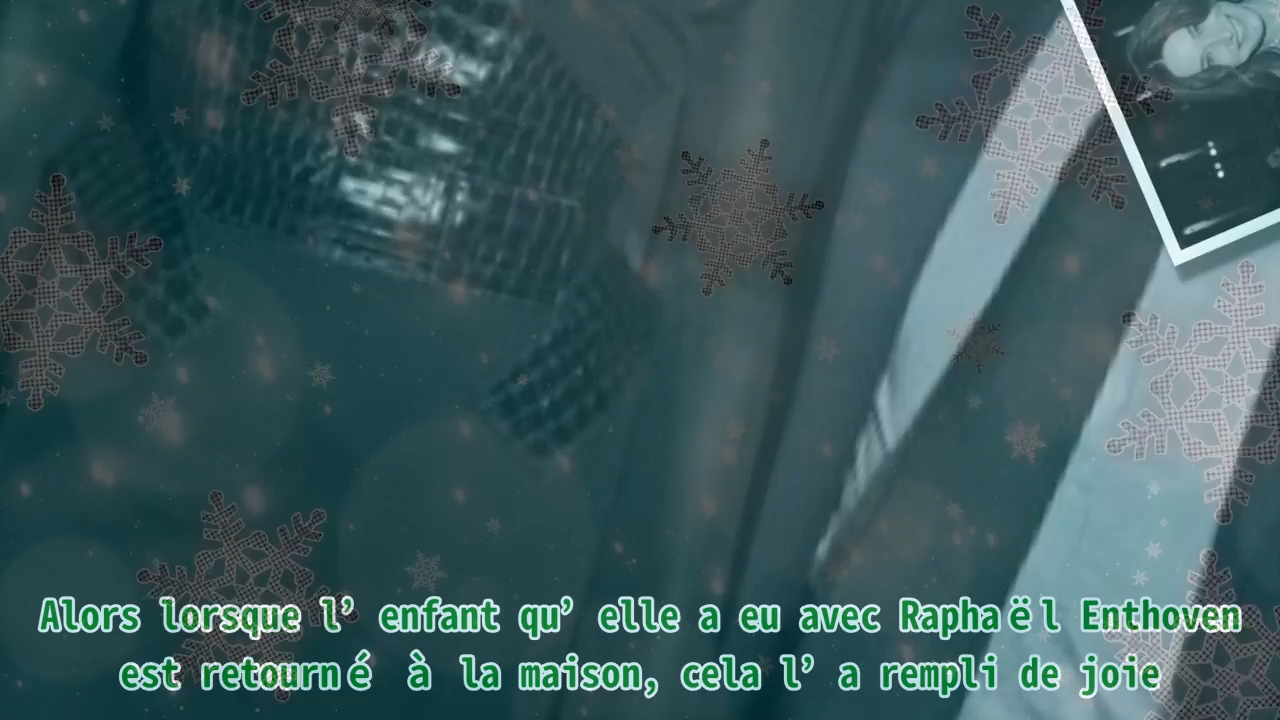 Alors lorsque l’ enfant qu’ elle a eu avec Raphaël Enthoven
est retourné à la maison, cela l’ a rempli de joie